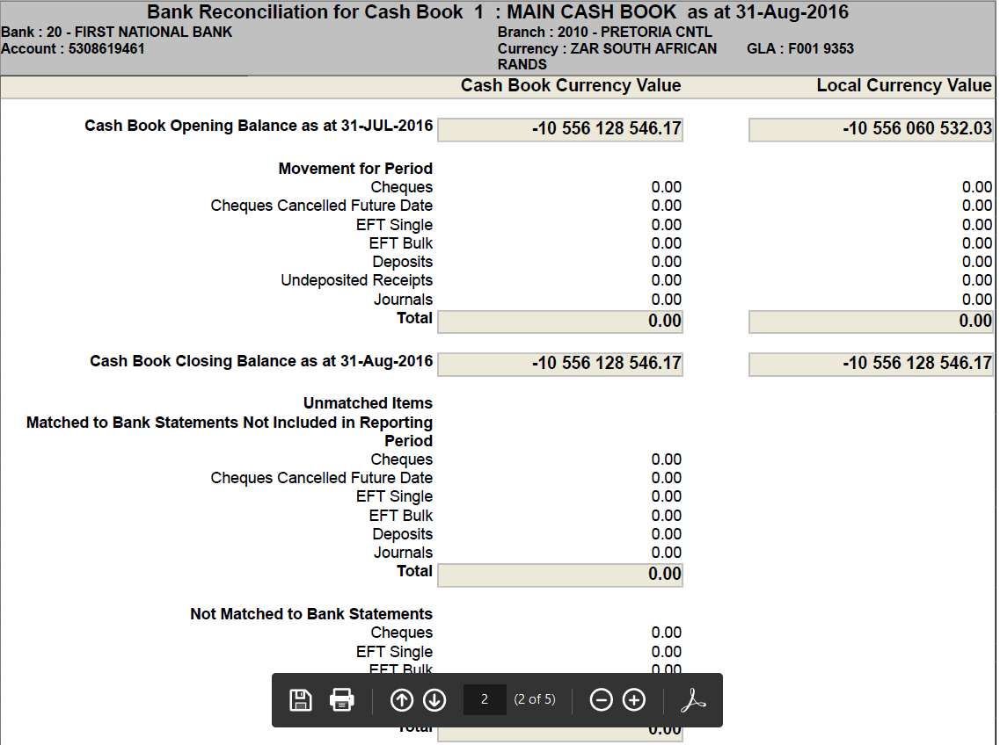 Bank Reconciliation for Cash Book 1 : MAIN CASH BOOK as at 31-Aug-2016
Bank : 20 - FIRST NATIONAL BANK Branch : 2010 - PRETORIA CNTL
Account : 5308619461 Currency : ZAR SOUTH AFRICAN GLA : F001 9353
RANDS
Cash Book Currency Value Local Currency Value
Cash Book Opening Balance as at 31-JUL-2016 -10 556 128 546.17 -10 556 060 532.03
Movement for Period
Cheques 0.00 0.00
Cheques Cancelled Future Date 0.00 0.00
EFT Single 0.00 0.00
EFT Bulk 0.00 0.00
Deposits 0.00 0.00
Undeposited Receipts 0.00 0.00
Journals 0.00 0.00
Total 0.00 0.00
Cash Book Closing Balance as at 31-Aug-2016 -10 556 128 546.17 -10 556 128 546.17
Unmatched Items
Matched to Bank Statements Not Included in Reporting
Period
Cheques 0.00
Cheques Cancelled Future Date 0.00
EFT Single 0.00
EFT Bulk 0.00
Deposits 0.00
Journals 0.00
Total 0.00
Not Matched to Bank Statements
Cheques 0.00
EFT Single 0.00
EFT Bulk 0.00
2 (2 of 5)
Total 0.00